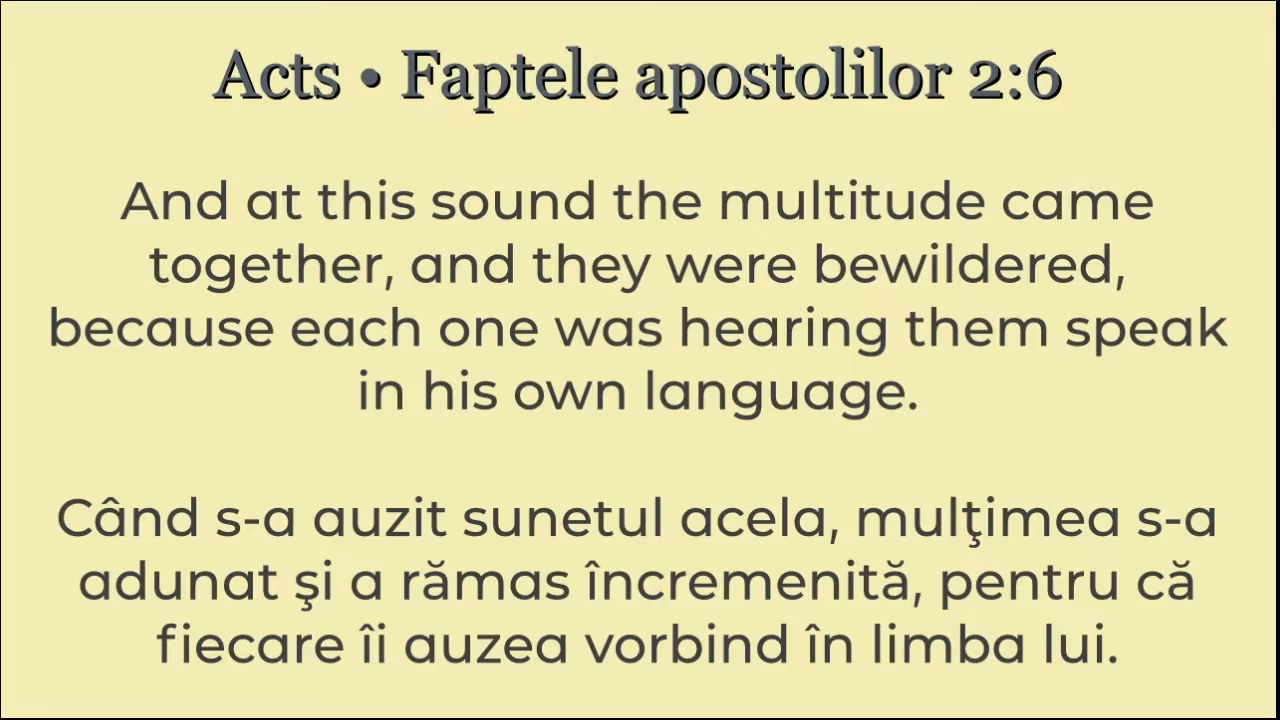 Acts • Faptele apostolilor 2:6
And at this sound the multitude came
together, and they were bewildered,
because each one was hearing them speak
in his own language.
Când s-a auzit sunetul acela, mulţimea s-a
adunat şi a rămas încremenită, pentru că
fiecare îi auzea vorbind în limba lui.